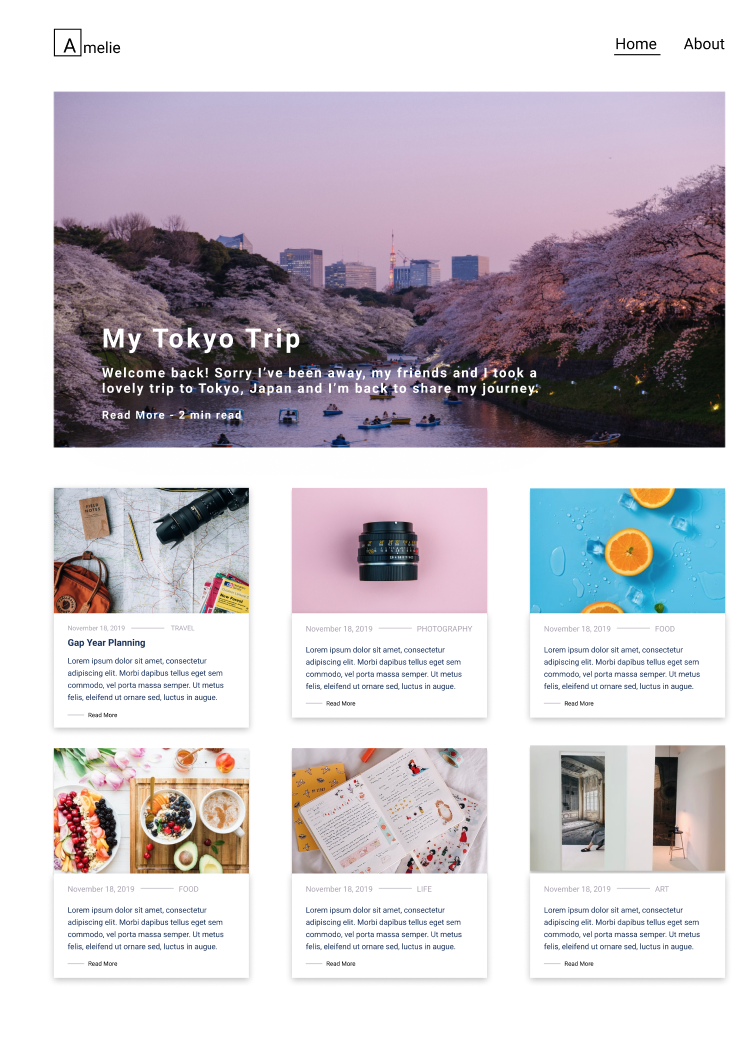 Amelie
Home About
My Tokyo Trip
Welcome back! Sorry I've been away, my friends and I took a
lovely trip to Tokyo, Japan and I'm back to share my journey.
Read More - 2 min read
November 18, 2019 TRAVEL
Gap Year Planning
Lorem ipsum dolor sit amet, consectetur
adipiscing elit. Morbi dapibus tellus eget sem
commodo, vel porta massa semper. Ut metus
felis, eleifend ut ornare sed, luctus in augue.
Read More
November 18, 2019 PHOTOGRAPHY
Lorem ipsum dolor sit amet, consectetur
adipiscing elit. Morbi dapibus tellus eget sem
commodo, vel porta massa semper. Ut metus
felis, eleifend ut ornare sed, luctus in augue.
Read More
November 18, 2019 FOOD
Lorem ipsum dolor sit amet, consectetur
adipiscing elit. Morbi dapibus tellus eget sem
commodo, vel porta massa semper. Ut metus
felis, eleifend ut ornare sed, luctus in augue.
Read More
November 18, 2019 FOOD
Lorem ipsum dolor sit amet, consectetur
adipiscing elit. Morbi dapibus tellus eget sem
commodo, vel porta massa semper. Ut metus
felis, eleifend ut ornare sed, luctus in augue.
Read More
November 18, 2019 LIFE
Lorem ipsum dolor sit amet, consectetur
adipiscing elit. Morbi dapibus tellus eget sem
commodo, vel porta massa semper. Ut metus
felis, eleifend ut ornare sed, luctus in augue.
Read More
November 18, 2019 ART
Lorem ipsum dolor sit amet, consectetur
adipiscing elit. Morbi dapibus tellus eget sem
commodo, vel porta massa semper. Ut metus
felis, eleifend ut ornare sed, luctus in augue.
Read More